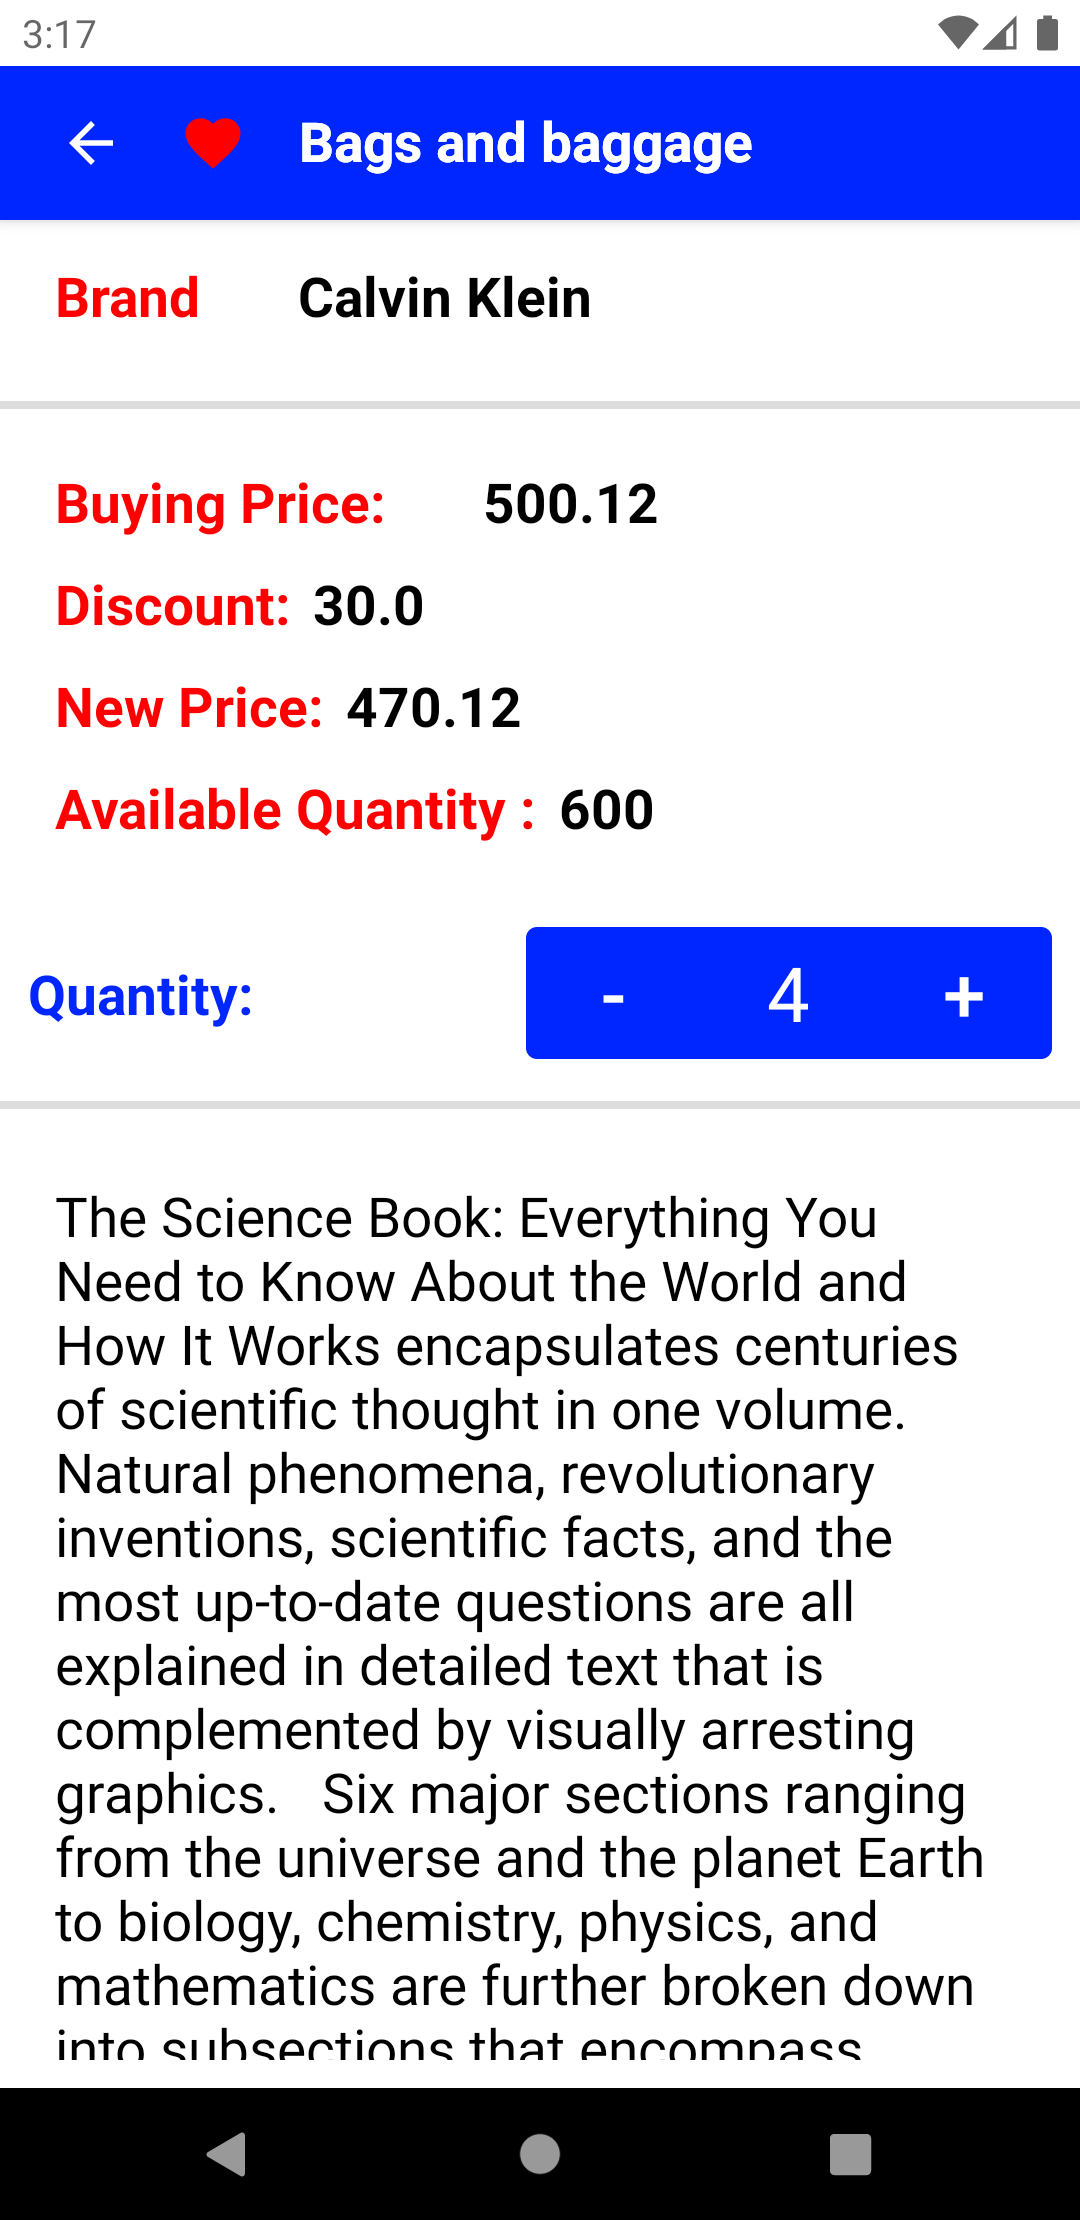 3:17
Bags and baggage
Brand Calvin Klein
Buying Price: 500.12
Discount: 30.0
New Price: 470.12
Available Quantity : 600
Quantity: - 4 +
The Science Book: Everything You
Need to Know About the World and
How It Works encapsulates centuries
of scientific thought in one volume.
Natural phenomena, revolutionary
inventions, scientific facts, and the
most up-to-date questions are all
explained in detailed text that is
complemented by visually arresting
graphics.   Six major sections ranging
from the universe and the planet Earth
to biology, chemistry, physics, and
mathematics are further broken down
into subsections that encompass